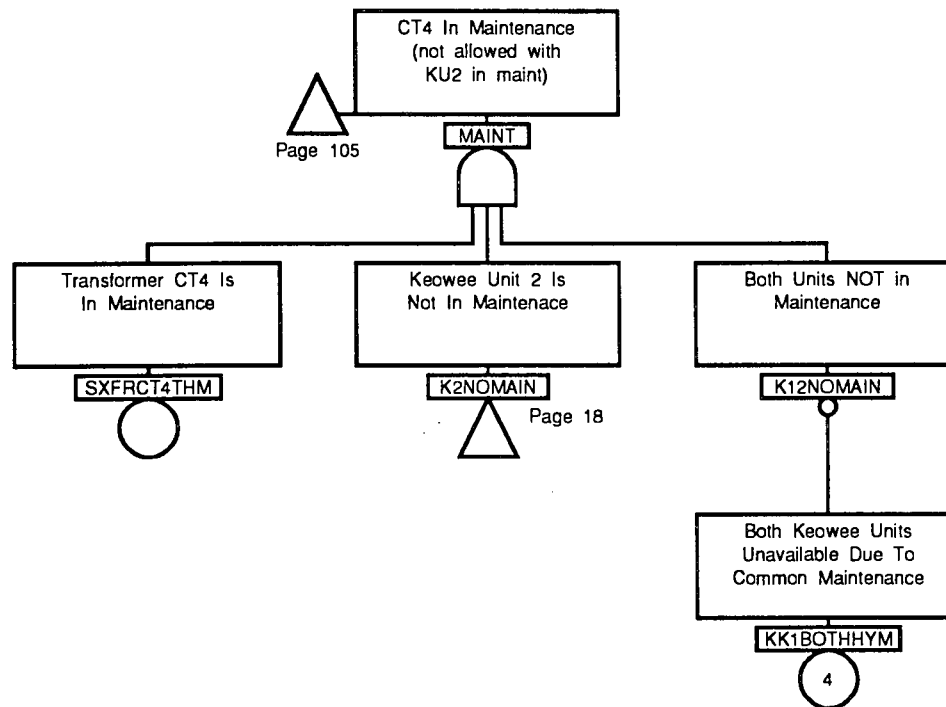 CT4 In Maintenance
(not allowed with
KU2 in maint)
Page 105
MAINT
Transformer CT4 Is
In Maintenance
Keowee Unit 2 Is
Not In Maintenace
Both Units NOT in
Maintenance
SXFRCT4THM
K2NOMAIN
K12NOMAIN
Page 18
Both Keowee Units
Unavailable Due To
Common Maintenance
KK1BOTHHYM
4